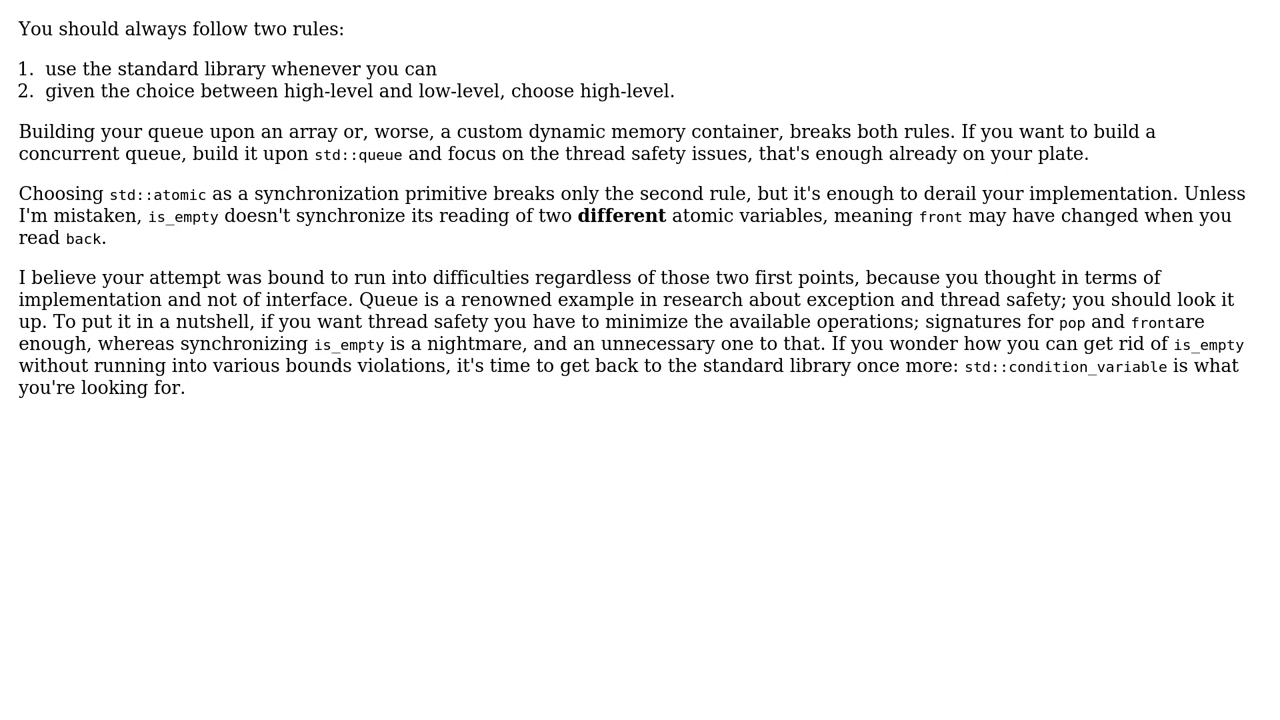 You should always follow two rules:
1. use the standard library whenever you can
2. given the choice between high-level and low-level, choose high-level.
Building your queue upon an array or, worse, a custom dynamic memory container, breaks both rules. If you want to build a
concurrent queue, build it upon std::queue and focus on the thread safety issues, that's enough already on your plate.
Choosing std::atomic as a synchronization primitive breaks only the second rule, but it's enough to derail your implementation. Unless
I'm mistaken, is_empty doesn't synchronize its reading of two different atomic variables, meaning front may have changed when you
read back.
I believe your attempt was bound to run into difficulties regardless of those two first points, because you thought in terms of
implementation and not of interface. Queue is a renowned example in research about exception and thread safety; you should look it
up. To put it in a nutshell, if you want thread safety you have to minimize the available operations; signatures for pop and frontare
enough, whereas synchronizing is_empty is a nightmare, and an unnecessary one to that. If you wonder how you can get rid of is_empty
without running into various bounds violations, it's time to get back to the standard library once more: std::condition_variable is what
you're looking for.